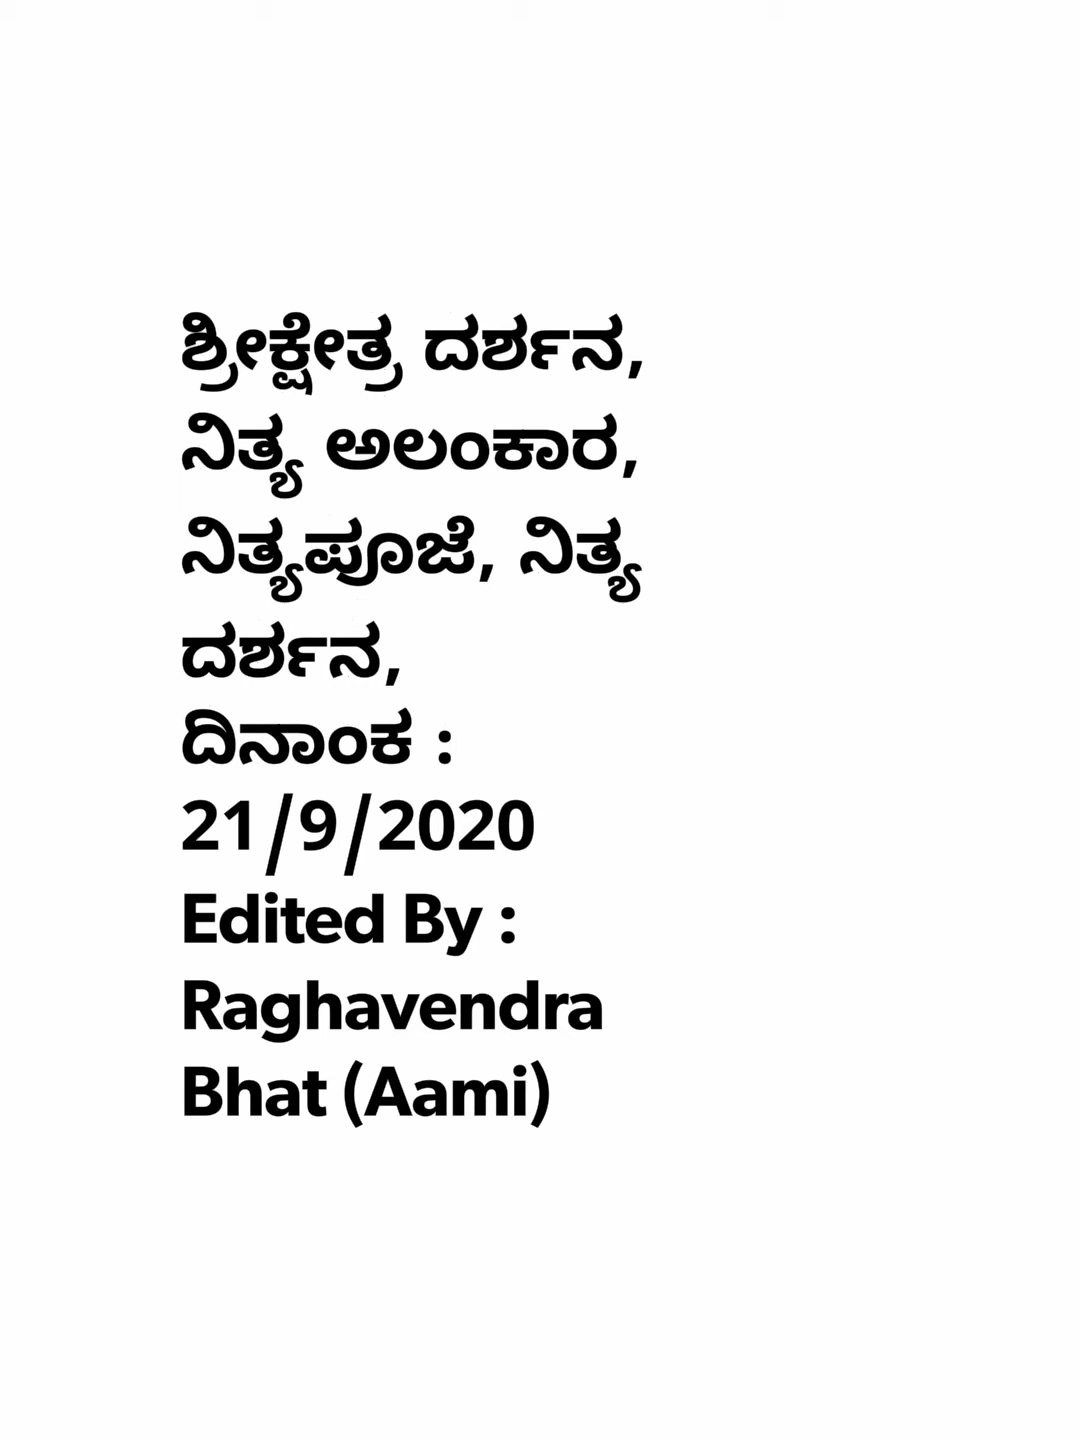 ಶ್ರೀಕ್ಷೇತ್ರ ದರ್ಶನ,
ನಿತ್ಯ ಅಲಂಕಾರ,
ನಿತ್ಯಪೂಜೆ, ನಿತ್ಯ
ದರ್ಶನ,
ದಿನಾಂಕ :
21/9/2020
Edited By :
Raghavendra
Bhat (Aami)